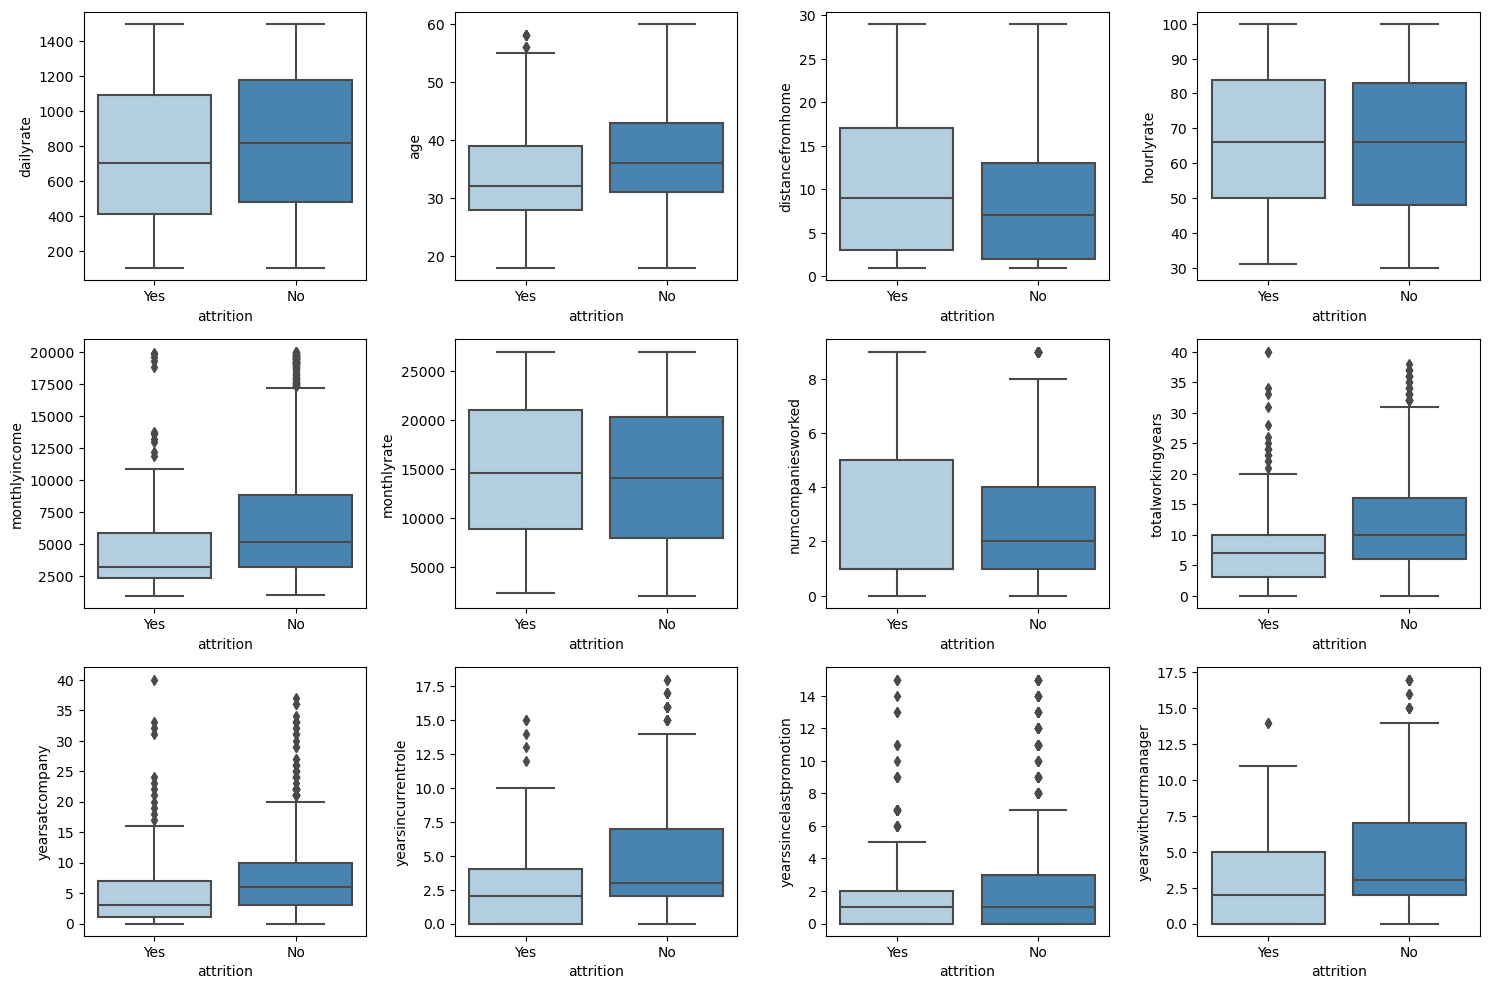 dailyrate
1400
1200
1000
800
600
400
200
Yes No
attrition
age
60
50
40
30
20
Yes No
attrition
distancefromhome
30
25
20
15
10
5
0
Yes No
attrition
hourlyrate
100
90
80
70
60
50
40
30
Yes No
attrition
monthlyincome
20000
17500
15000
12500
10000
7500
5000
2500
Yes No
attrition
monthlyrate
25000
20000
15000
10000
5000
Yes No
attrition
numcompaniesworked
8
6
4
2
0
Yes No
attrition
totalworkingyears
40
35
30
25
20
15
10
5
0
Yes No
attrition
yearsatcompany
40
35
30
25
20
15
10
5
0
Yes No
attrition
yearsincurrentrole
17.5
15.0
12.5
10.0
7.5
5.0
2.5
0.0
Yes No
attrition
yearssincelastpromotion
14
12
10
8
6
4
2
0
Yes No
attrition
yearswithcurrmanager
17.5
15.0
12.5
10.0
7.5
5.0
2.5
0.0
Yes No
attrition